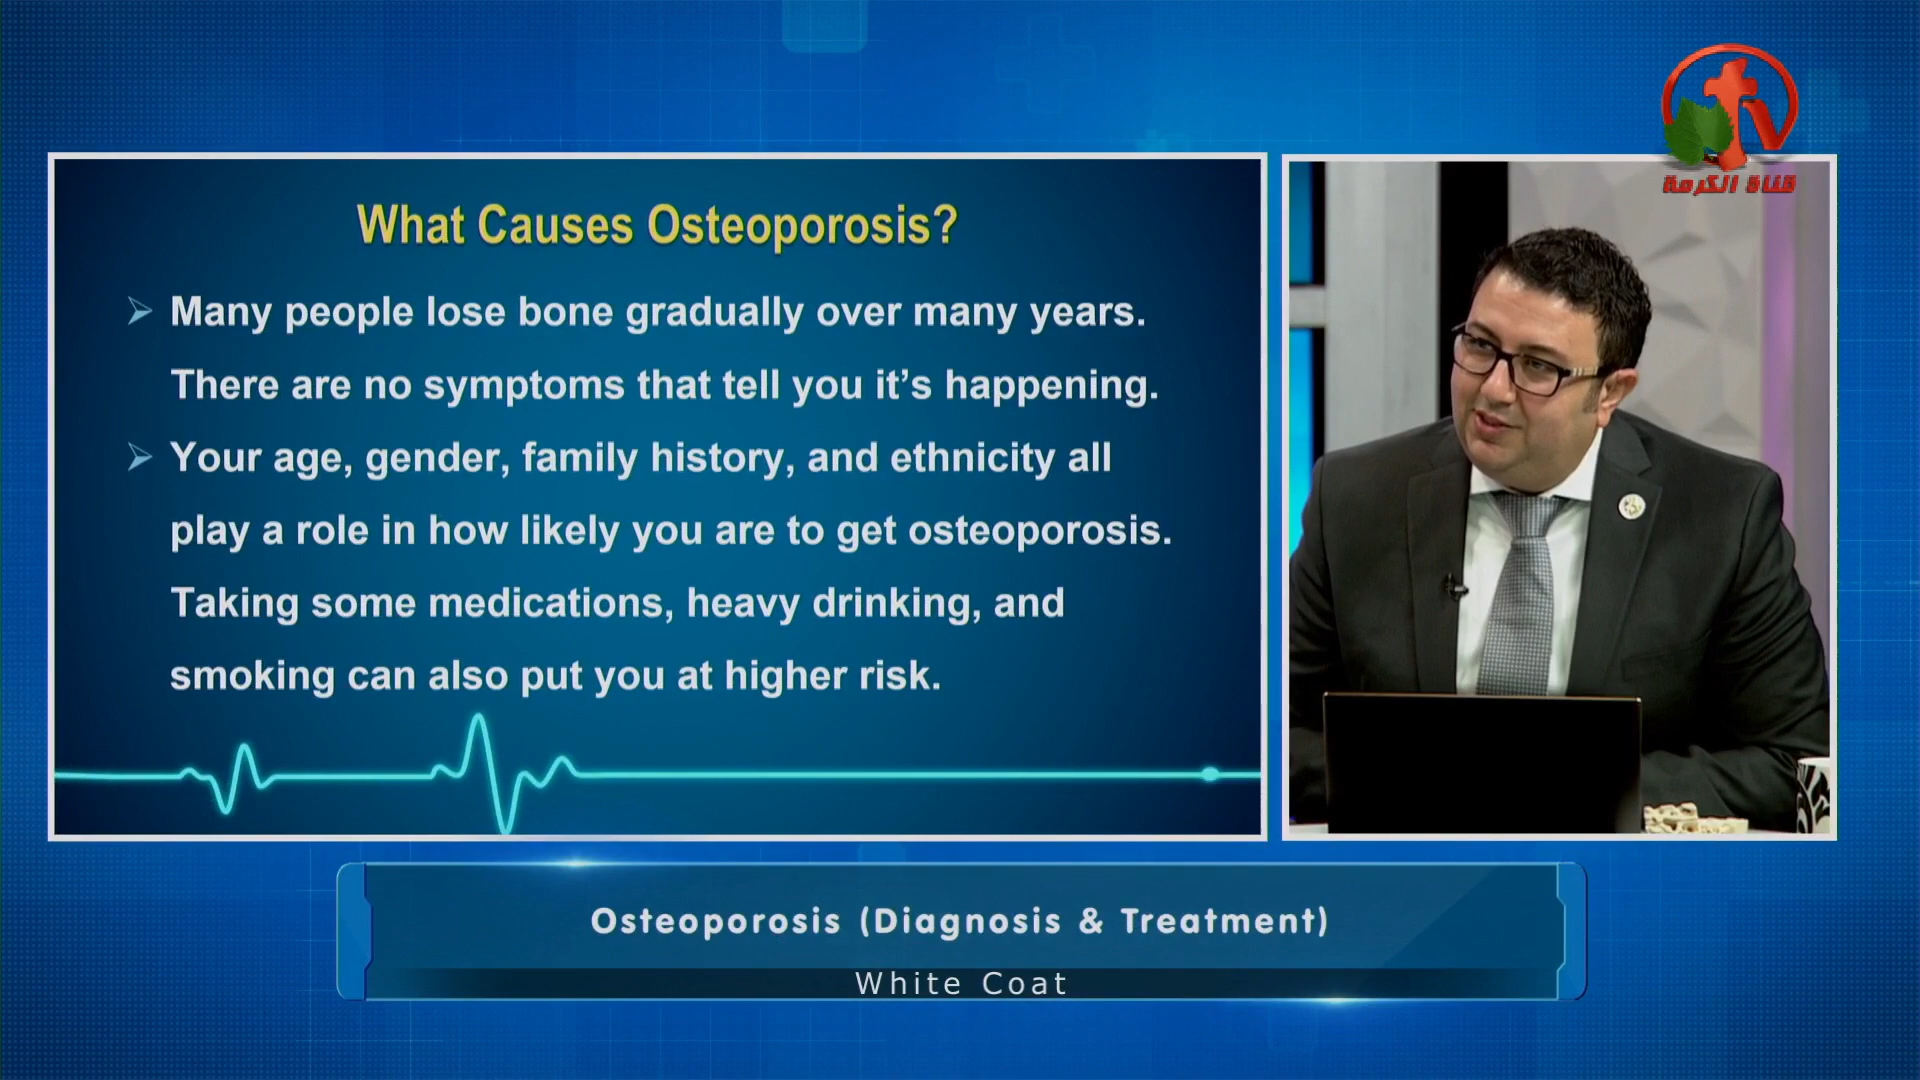 tv
قناة الكرمة
What Causes Osteoporosis?
Many people lose bone gradually over many years.
There are no symptoms that tell you it’s happening.
Your age, gender, family history, and ethnicity all
play a role in how likely you are to get osteoporosis.
Taking some medications, heavy drinking, and
smoking can also put you at higher risk.
Osteoporosis (Diagnosis & Treatment)
White Coat